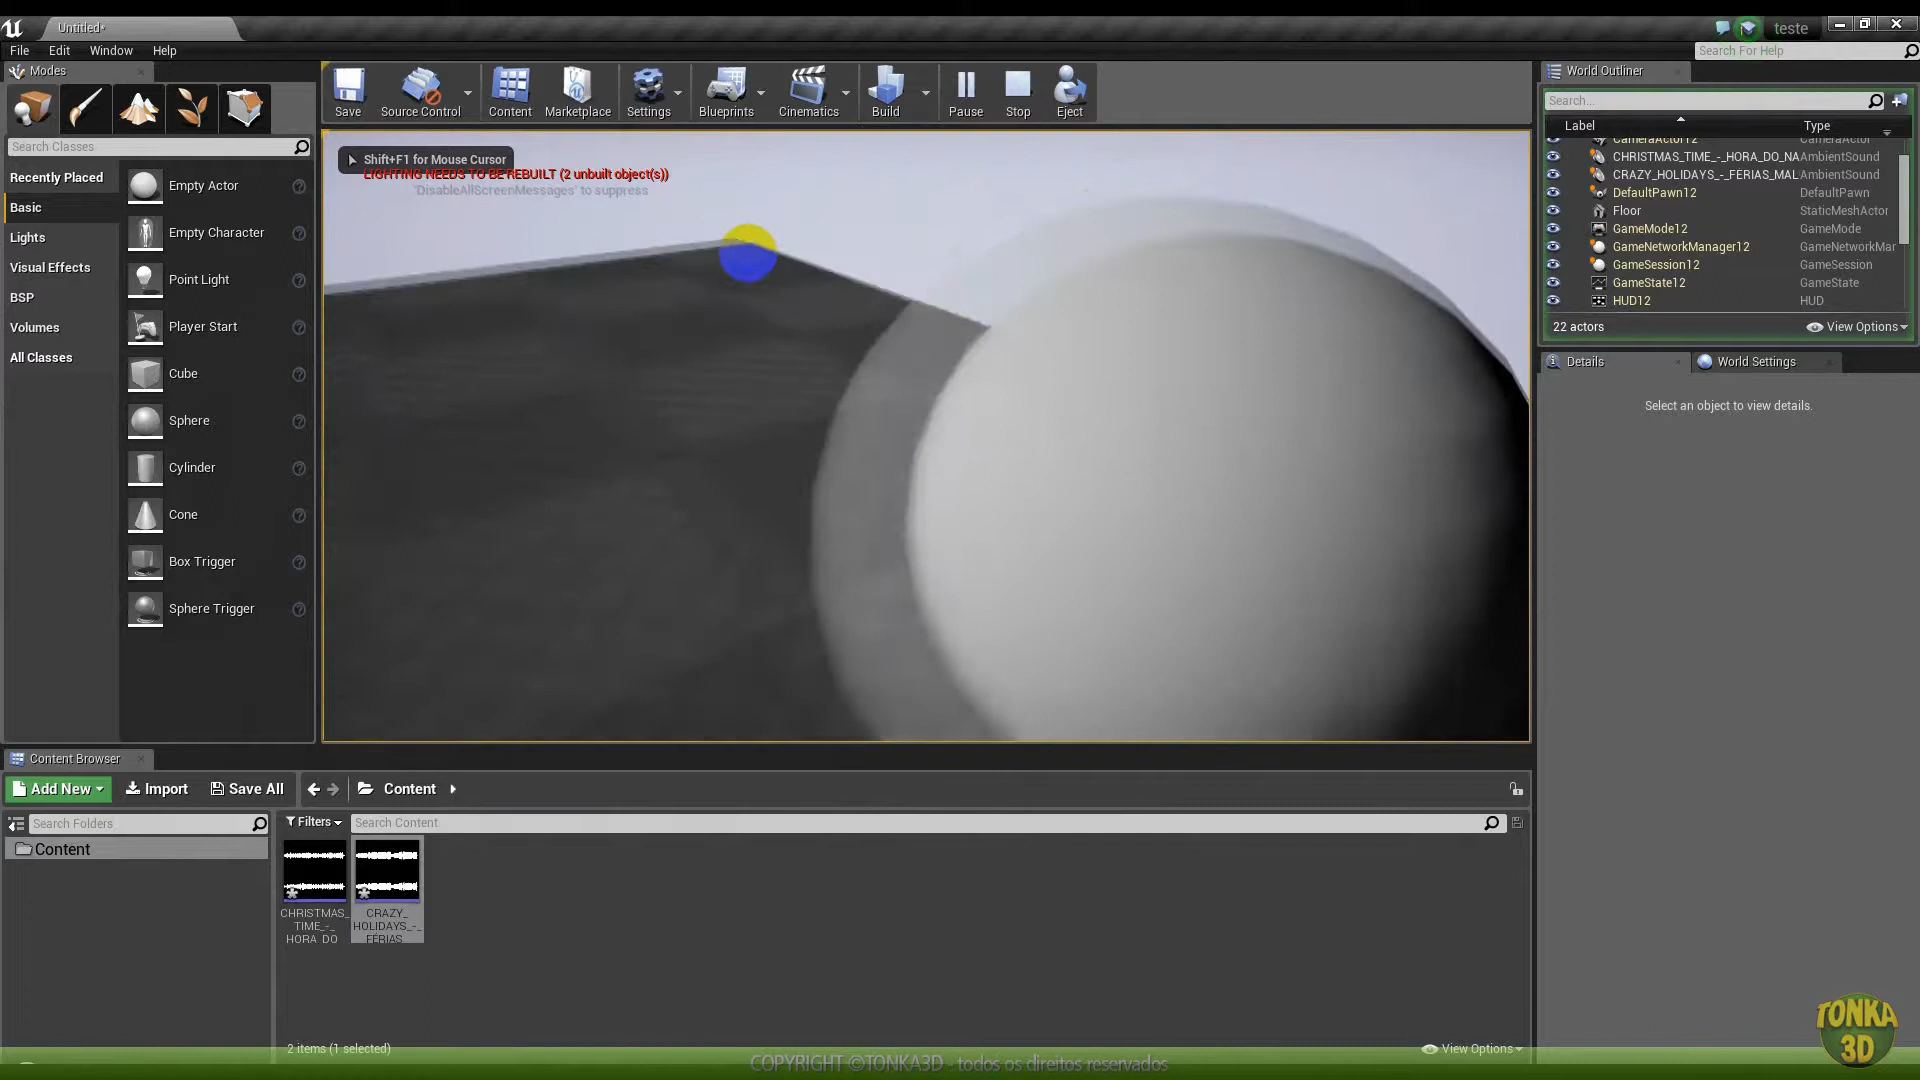 Untitled*
teste
File Edit Window Help
Search For Help
Modes
Search Classes
Recently Placed
Basic
Lights
Visual Effects
BSP
Volumes
All Classes
Empty Actor
Empty Character
Point Light
Player Start
Cube
Sphere
Cylinder
Cone
Box Trigger
Sphere Trigger
Save Source Control Content Marketplace Settings Blueprints Cinematics Build Pause Stop Eject
Shift+F1 for Mouse Cursor
LIGHTING NEEDS TO BE REBUILT (2 unbuilt object(s))
'DisableAllScreenMessages' to suppress
World Outliner
Search...
Label Type
CameraActor12 CameraActor
CHRISTMAS_TIME_-_HORA_DO_NA AmbientSound
CRAZY_HOLIDAYS_-_FERIAS_MAL AmbientSound
DefaultPawn12 DefaultPawn
Floor StaticMeshActor
GameMode12 GameMode
GameNetworkManager12 GameNetworkMar
GameSession12 GameSession
GameState12 GameState
HUD12 HUD
22 actors View Options
Details World Settings
Select an object to view details.
Content Browser
Add New Import Save All Content
Search Folders
Content
Filters Search Content
CHRISTMAS_
TIME_-_
HORA_DO
CRAZY_
HOLIDAYS_-_
FÉRIAS
2 items (1 selected) View Options
COPYRIGHT ©TONKA3D - todos os direitos reservados
TONKA
3D